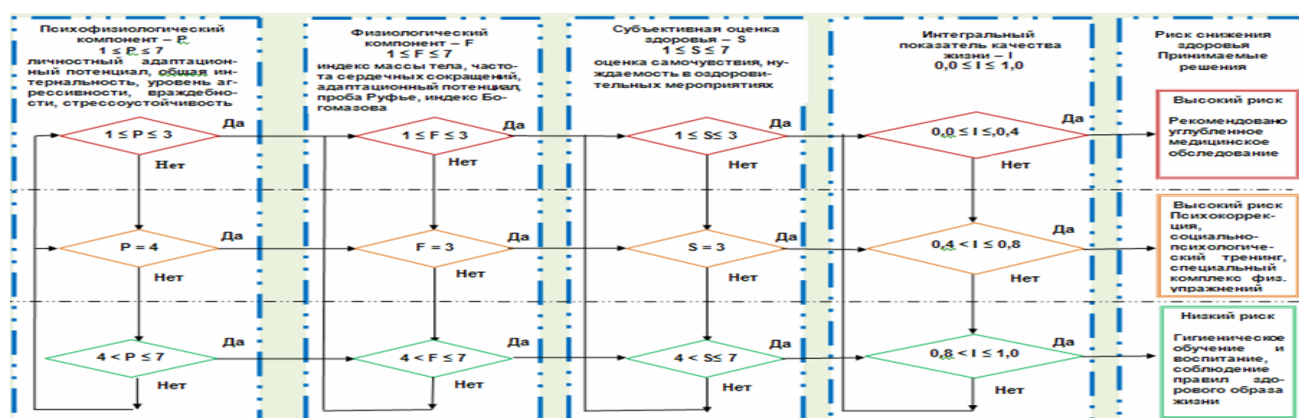 Психофизиологический
компонент – P
1 ≤ P ≤ 7
личностный адаптацион-
ный потенциал, общая ин-
тернальность, уровень аг-
рессивности, враждебно-
сти, стрессоустойчивость
1 ≤ P ≤ 3
Да
Нет
P = 4
Да
Нет
4 < P ≤ 7
Да
Нет
Физиологический
компонент – F
1 ≤ F ≤ 7
индекс массы тела, часто-
та сердечных сокращений,
адаптационный потенциал,
проба Руфье, индекс Бо-
гомазова
1 ≤ F ≤ 3
Да
Нет
F = 3
Да
Нет
4 < F ≤ 7
Да
Нет
Субъективная оценка
здоровья – S
1 ≤ S ≤ 7
оценка самочувствия, нуж-
даемость в оздорови-
тельных мероприятиях
1 ≤ S≤ 3
Да
Нет
S = 3
Да
Нет
4 < S≤ 7
Да
Нет
Интегральный
показатель качества
жизни – I
0,0 ≤ I ≤ 1,0
0,0 ≤ I ≤,0,4
Да
Нет
0,4 < I ≤ 0,8
Да
Нет
0,8 < I ≤ 1,0
Да
Нет
Риск снижения
здоровья
Принимаемые
решения
Высокий риск
Рекомендовано
углубленное
медицинское
обследование
Высокий риск
Психокоррек-
ция,
социально-
психологиче-
ский тренинг,
специальный
комплекс физ.
упражнений
Низкий риск
Гигиеническое
обучение и
воспитание,
соблюдение
правил здо-
рового образа
жизни